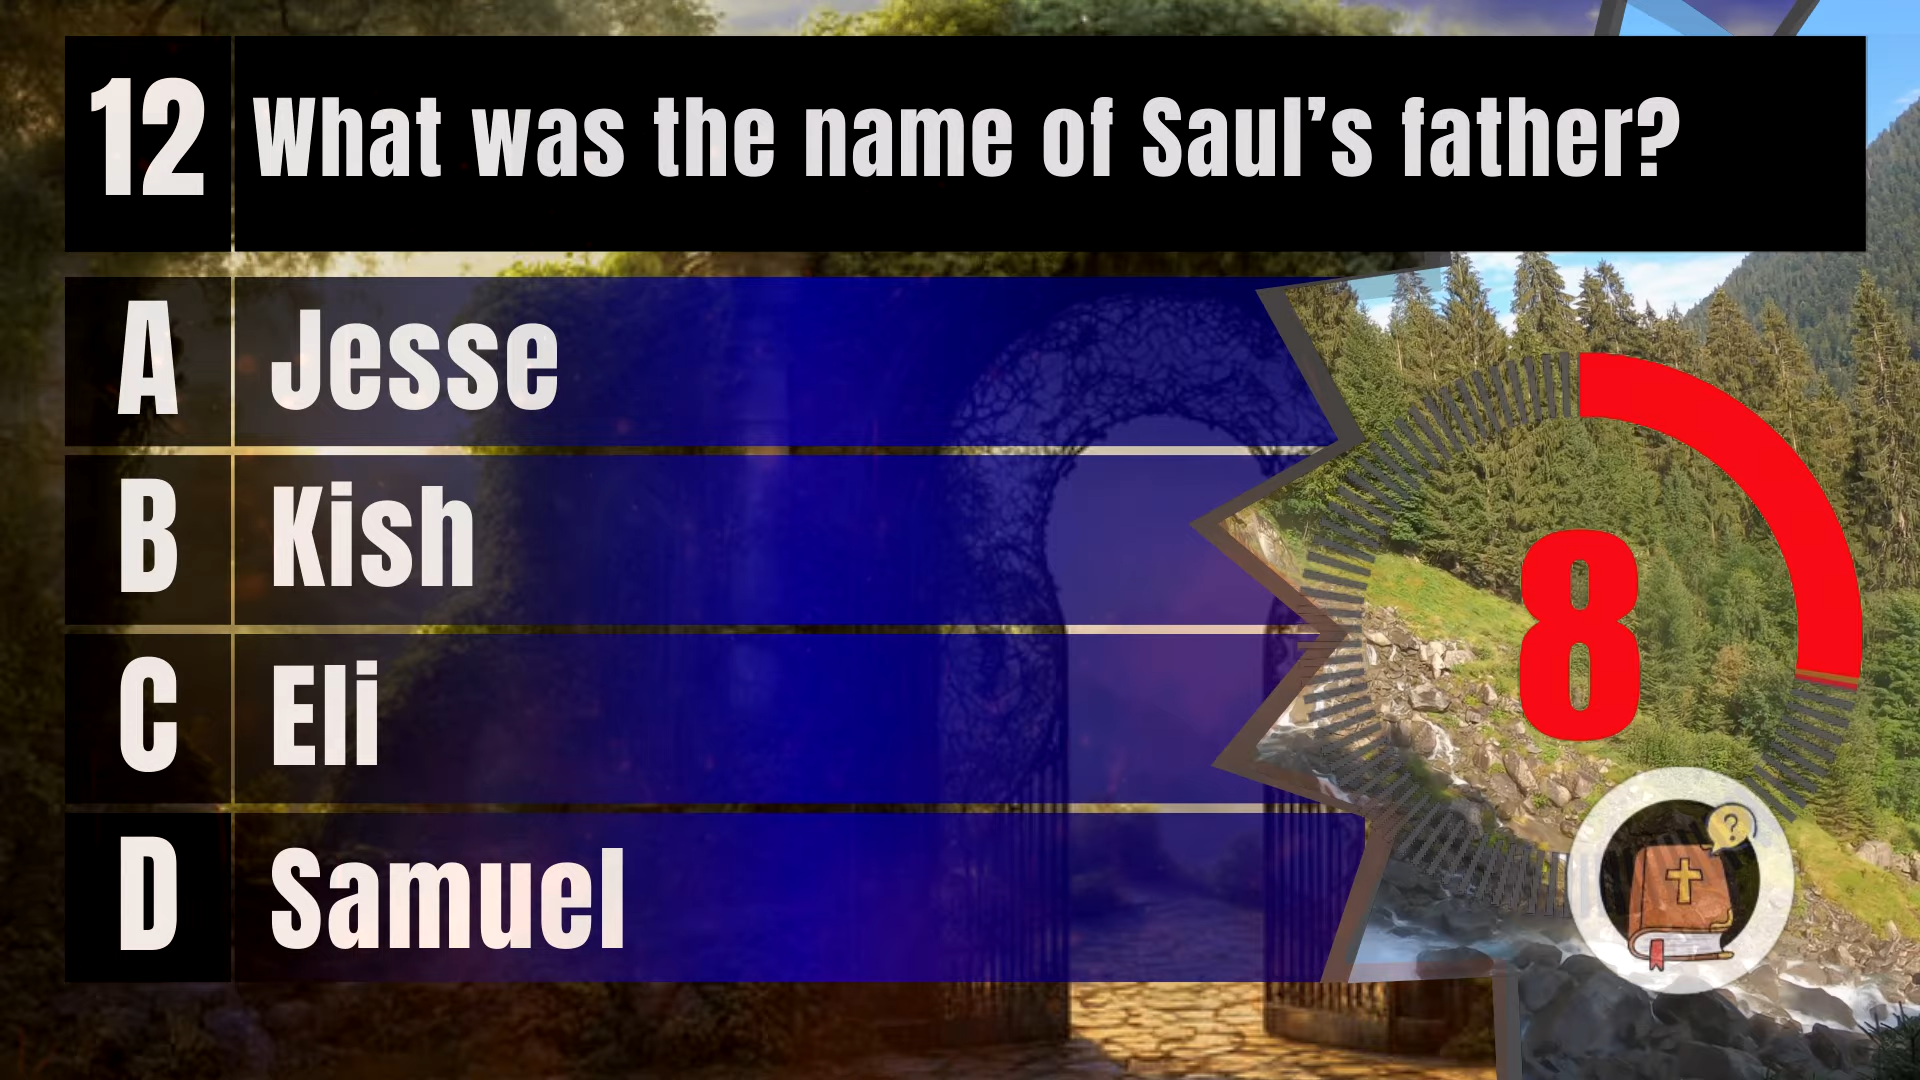 12 What was the name of Saul’s father?
A Jesse
B Kish
C Eli
D Samuel
8
?